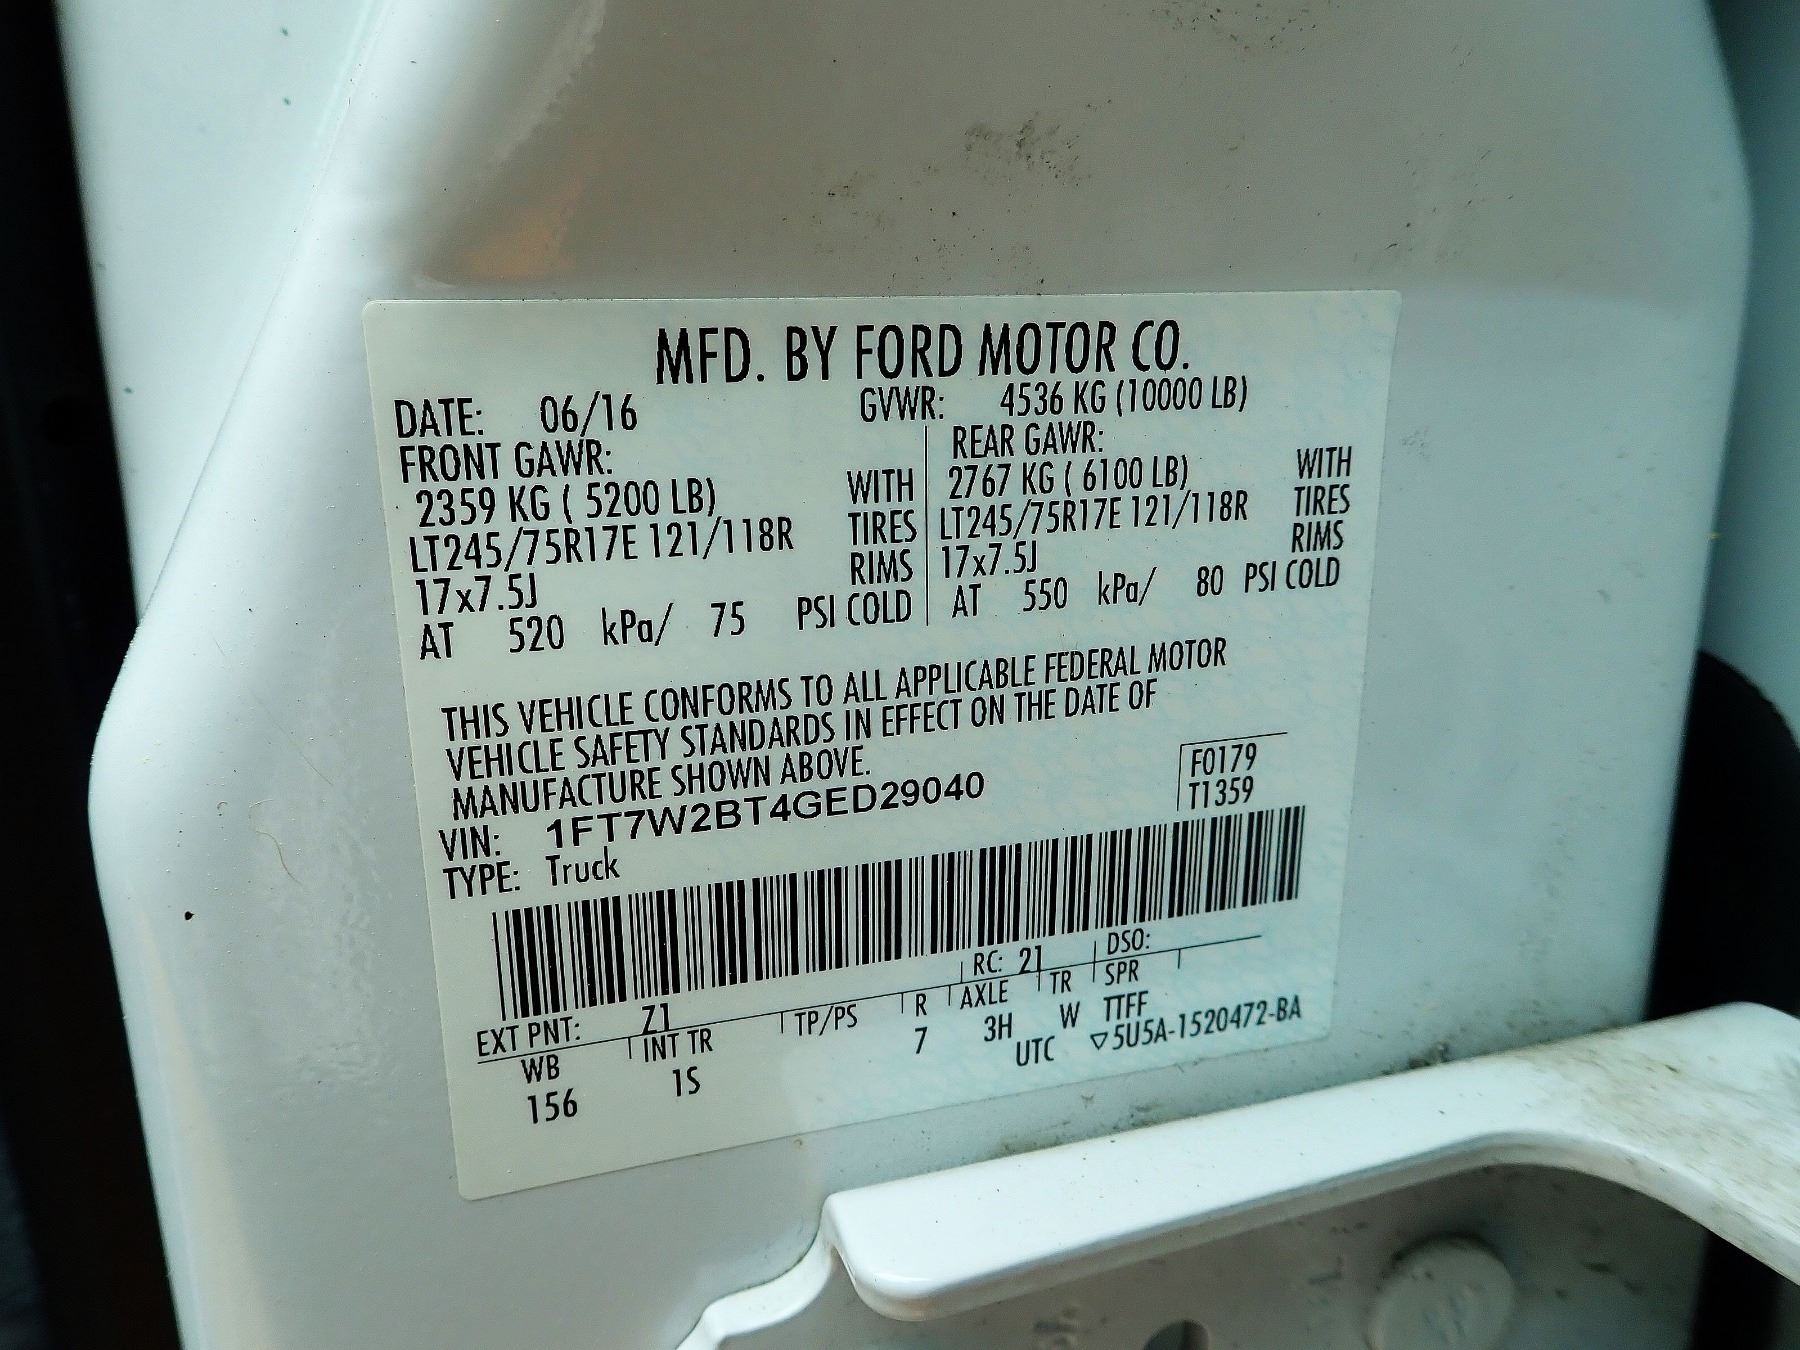 MFD. BY FORD MOTOR CO.
DATE: 06/16 GVWR: 4536 KG (10000 LB)
FRONT GAWR: REAR GAWR:
2359 KG ( 5200 LB) WITH 2767 KG ( 6100 LB) WITH
LT245/75R17E 121/118R TIRES LT245/75R17E 121/118R TIRES
17x7.5J RIMS 17x7.5J RIMS
AT 520 kPa/ 75 PSI COLD AT 550 kPa/ 80 PSI COLD
THIS VEHICLE CONFORMS TO ALL APPLICABLE FEDERAL MOTOR
VEHICLE SAFETY STANDARDS IN EFFECT ON THE DATE OF
MANUFACTURE SHOWN ABOVE.
VIN: 1FT7W2BT4GED29040
F0179
T1359
TYPE: Truck
EXT PNT: Z1 RC: 21 DSO:
WB INT TR TP/PS R AXLE TR SPR
156 1S 7 3H W TTFF
UTC ▽5U5A-1520472-BA